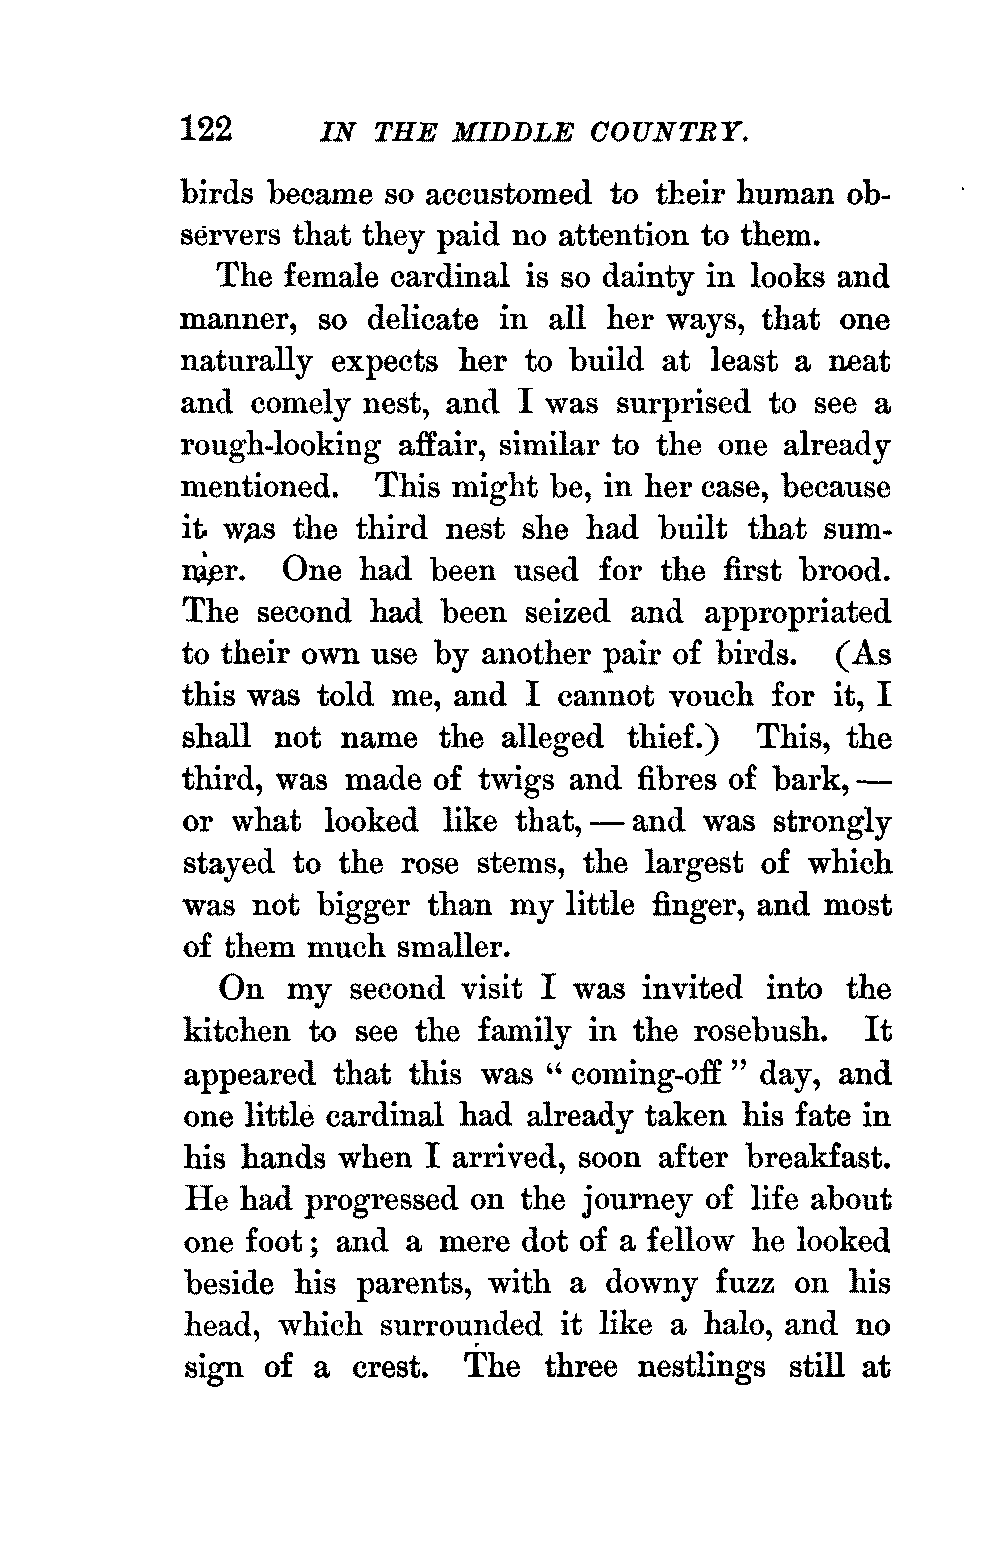 122 IN THE MIDDLE COUNTRY.
birds became so accustomed to their human ob-
servers that they paid no attention to them.
The female cardinal is so dainty in looks and
manner, so delicate in all her ways, that one
naturally expects her to build at least a neat
and comely nest, and I was surprised to see a
rough-looking affair, similar to the one already
mentioned. This might be, in her case, because
it was the third nest she had built that sum-
mer. One had been used for the first brood.
The second had been seized and appropriated
to their own use by another pair of birds. (As
this was told me, and I cannot vouch for it, I
shall not name the alleged thief.) This, the
third, was made of twigs and fibres of bark, —
or what looked like that, — and was strongly
stayed to the rose stems, the largest of which
was not bigger than my little finger, and most
of them much smaller.
On my second visit I was invited into the
kitchen to see the family in the rosebush. It
appeared that this was “ coming-off ” day, and
one little cardinal had already taken his fate in
his hands when I arrived, soon after breakfast.
He had progressed on the journey of life about
one foot; and a mere dot of a fellow he looked
beside his parents, with a downy fuzz on his
head, which surrounded it like a halo, and no
sign of a crest. The three nestlings still at